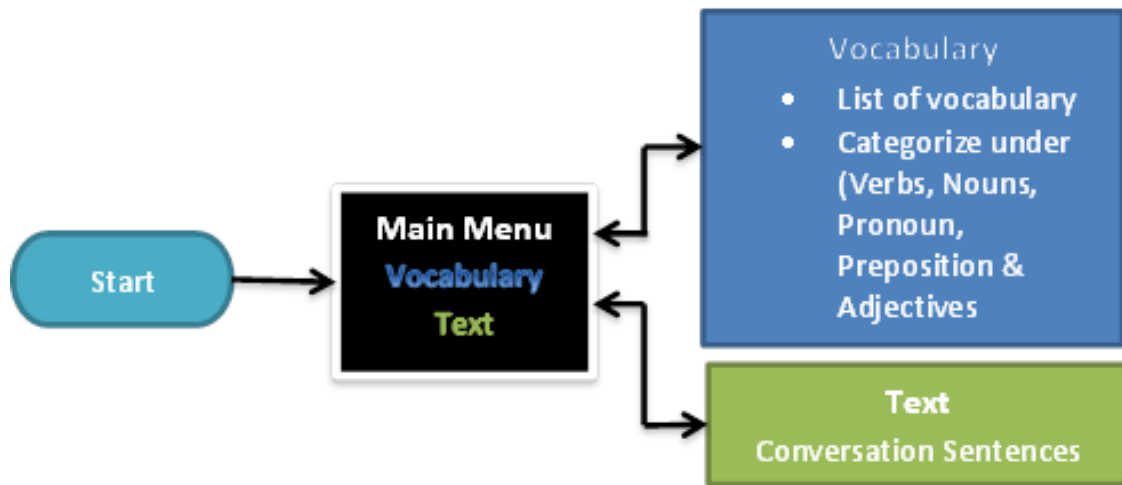 Start
Main Menu
Vocabulary
Text
Vocabulary
• List of vocabulary
• Categorize under
(Verbs, Nouns,
Pronoun,
Preposition &
Adjectives
Text
Conversation Sentences